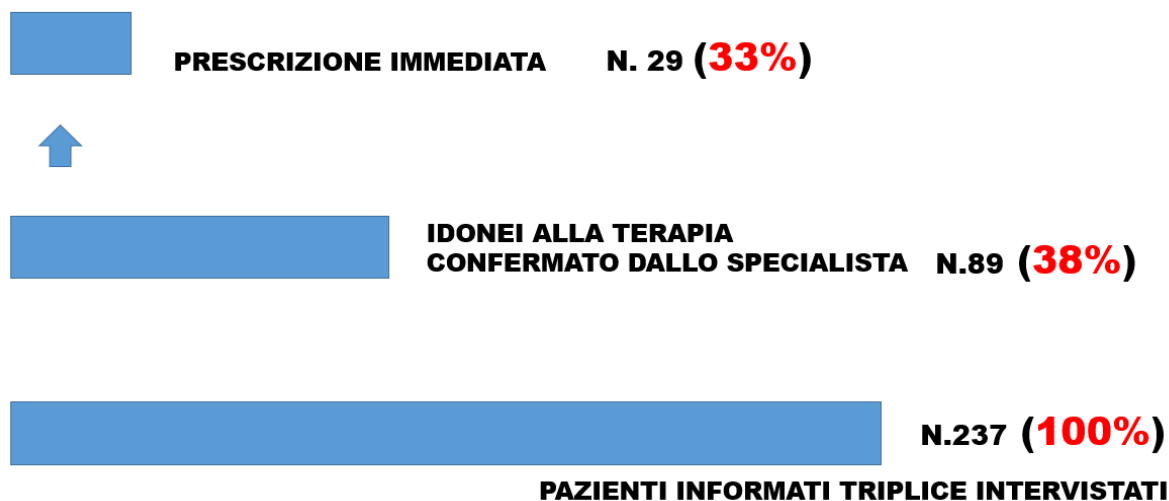 PRESCRIZIONE IMMEDIATA N. 29 (33%)
IDONEI ALLA TERAPIA
CONFERMATO DALLO SPECIALISTA N.89 (38%)
N.237 (100%)
PAZIENTI INFORMATI TRIPLICE INTERVISTATI